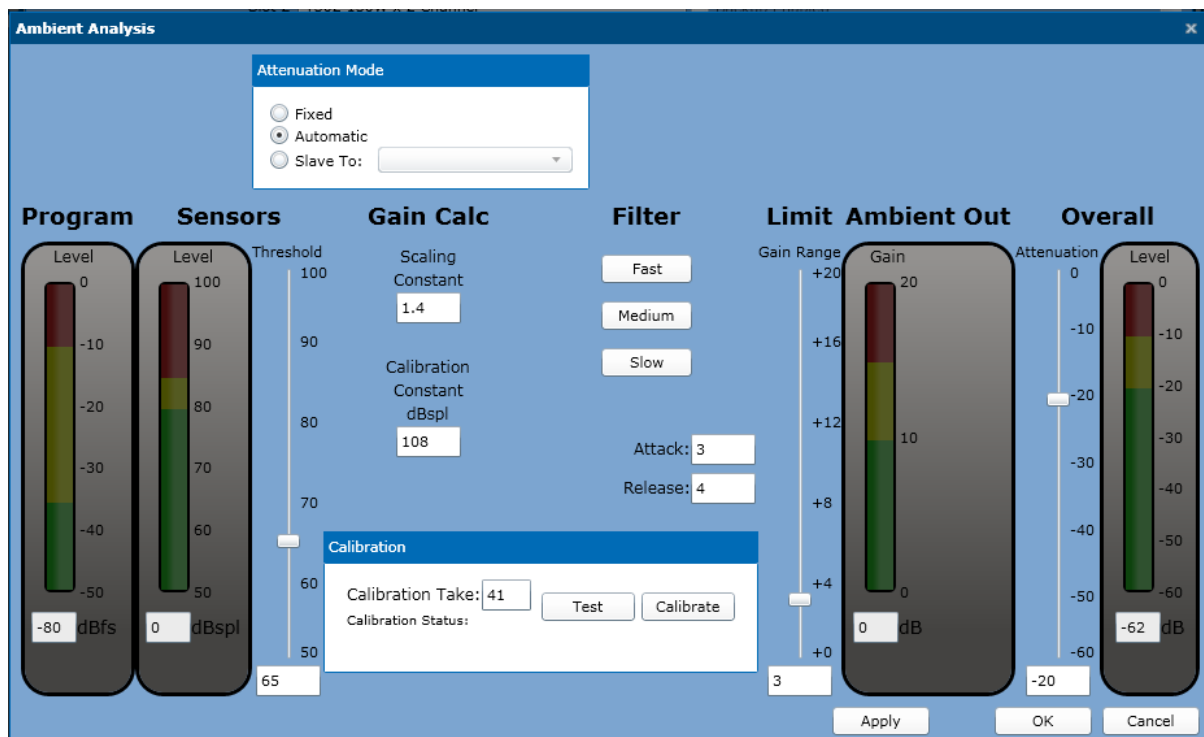 Ambient Analysis
Attenuation Mode
Fixed
Automatic
Slave To:
Program
Sensors
Gain Calc
Filter
Limit
Ambient Out
Overall
Level
0
-10
-20
-30
-40
-50
-80 dBfs
Level
100
90
80
70
60
50
0 dBspl
Threshold
100
90
80
70
60
50
65
Scaling
Constant
1.4
Calibration
Constant
dBspl
108
Fast
Medium
Slow
Attack: 3
Release: 4
Calibration
Calibration Take: 41
Test
Calibrate
Calibration Status:
Gain Range
+20
+16
+12
+8
+4
+0
3
Gain
20
10
0
0 dB
Attenuation
0
-10
-20
-30
-40
-50
-60
-20
Level
0
-10
-20
-30
-40
-50
-60
-62 dB
Apply
OK
Cancel